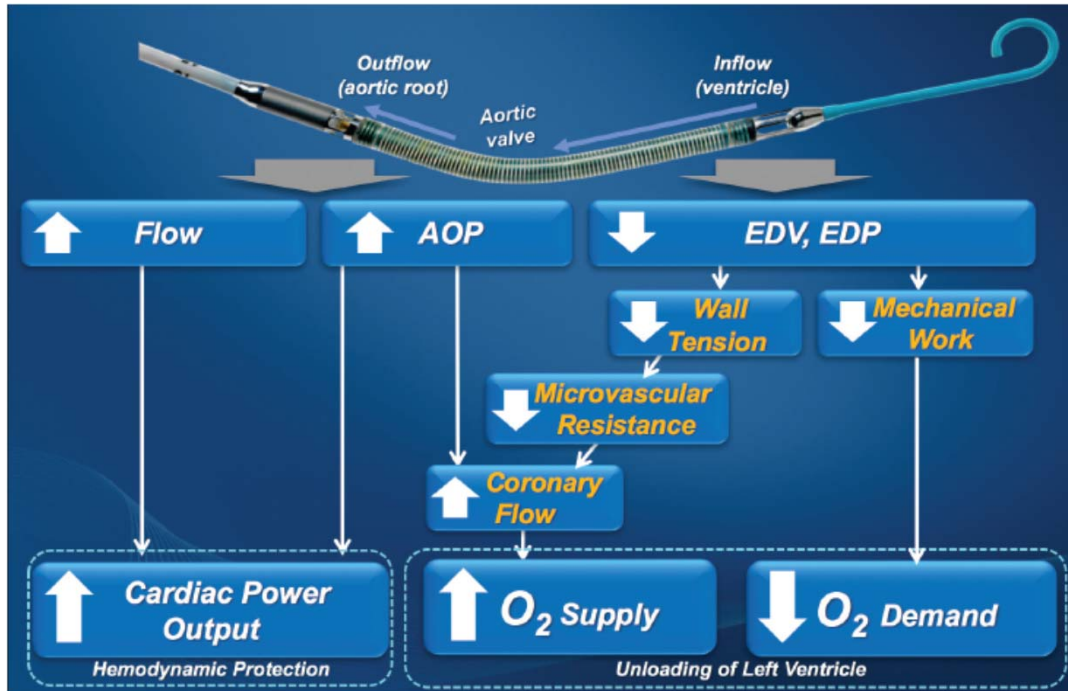 Outflow
(aortic root)
Inflow
(ventricle)
Aortic
valve
Flow
AOP
EDV, EDP
Wall
Tension
Mechanical
Work
Microvascular
Resistance
Coronary
Flow
Cardiac Power
Output
O₂ Supply
O₂ Demand
Hemodynamic Protection
Unloading of Left Ventricle